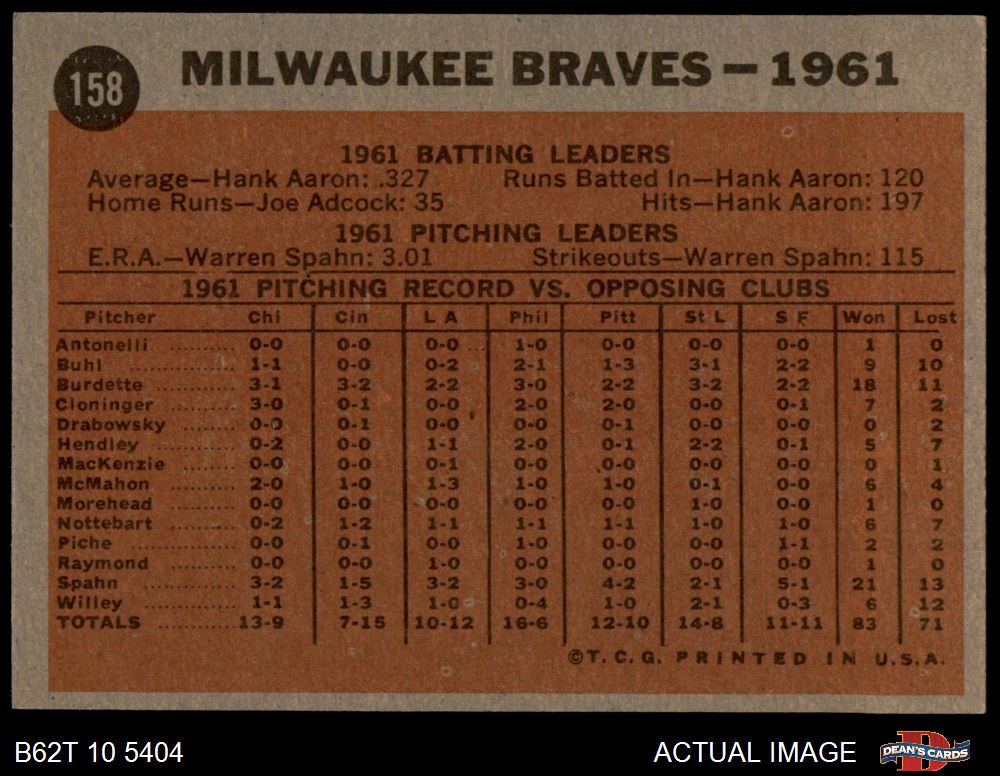 158
MILWAUKEE BRAVES – 1961
1961 BATTING LEADERS
Average—Hank Aaron: .327 Runs Batted In—Hank Aaron: 120
Home Runs—Joe Adcock: 35 Hits—Hank Aaron: 197
1961 PITCHING LEADERS
E.R.A.—Warren Spahn: 3.01 Strikeouts—Warren Spahn: 115
1961 PITCHING RECORD VS. OPPOSING CLUBS
Pitcher Chi Cin L A Phil Pitt St L S F Won Lost
Antonelli .......... 0-0 0-0 0-0 1-0 0-0 0-0 0-0 1 0
Buhl .......... 1-1 0-0 0-2 2-1 1-3 3-1 2-2 9 10
Burdette .......... 3-1 3-2 2-2 3-0 2-2 3-2 2-2 18 11
Cloninger .......... 3-0 0-1 0-0 2-0 2-0 0-0 0-1 7 2
Drabowsky .......... 0-0 0-1 0-0 0-0 0-1 0-0 0-0 0 2
Hendley .......... 0-2 0-0 1-1 2-0 0-1 2-2 0-1 5 7
MacKenzie .......... 0-0 0-0 0-1 0-0 0-0 0-0 0-0 0 1
McMahon .......... 2-0 1-0 1-3 1-0 1-0 0-1 0-0 6 4
Morehead .......... 0-0 0-0 0-0 0-0 0-0 1-0 0-0 1 0
Nottebart .......... 0-2 1-2 1-1 1-1 1-1 1-0 1-0 6 7
Piche .......... 0-0 0-1 0-0 1-0 0-0 0-0 1-1 2 2
Raymond .......... 0-0 0-0 1-0 0-0 0-0 0-0 0-0 1 0
Spahn .......... 3-2 1-5 3-2 3-0 4-2 2-1 5-1 21 13
Willey .......... 1-1 1-3 1-0 0-4 1-0 2-1 0-3 6 12
TOTALS .......... 13-9 7-15 10-12 16-6 12-10 14-8 11-11 83 71
©T.C.G. PRINTED IN U.S.A.
B62T 10 5404 ACTUAL IMAGE DEAN'S CARDS